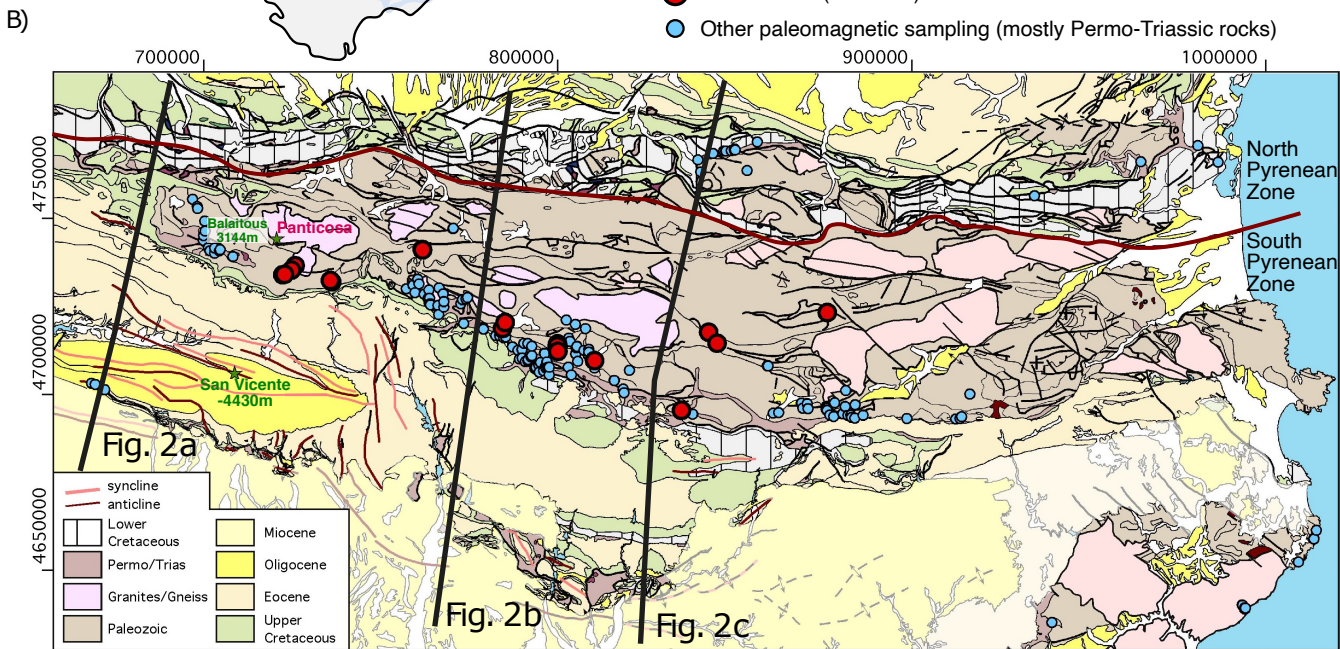 B)
Other paleomagnetic sampling (mostly Permo-Triassic rocks)
700000
800000
900000
1000000
4750000
4700000
4650000
North
Pyrenean
Zone
South
Pyrenean
Zone
Balaitous
3144m
Panticosa
San Vicente
-4430m
Fig. 2a
Fig. 2b
Fig. 2c
syncline
anticline
Lower
Cretaceous
Permo/Trias
Granites/Gneiss
Paleozoic
Miocene
Oligocene
Eocene
Upper
Cretaceous